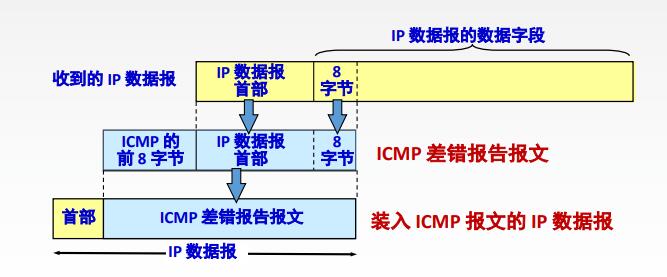 IP 数据报的数据字段
收到的 IP 数据报
IP 数据报
首部
8
字节
ICMP 的
前 8 字节
IP 数据报
首部
8
字节
ICMP 差错报告报文
首部
ICMP 差错报告报文
装入 ICMP 报文的 IP 数据报
IP 数据报